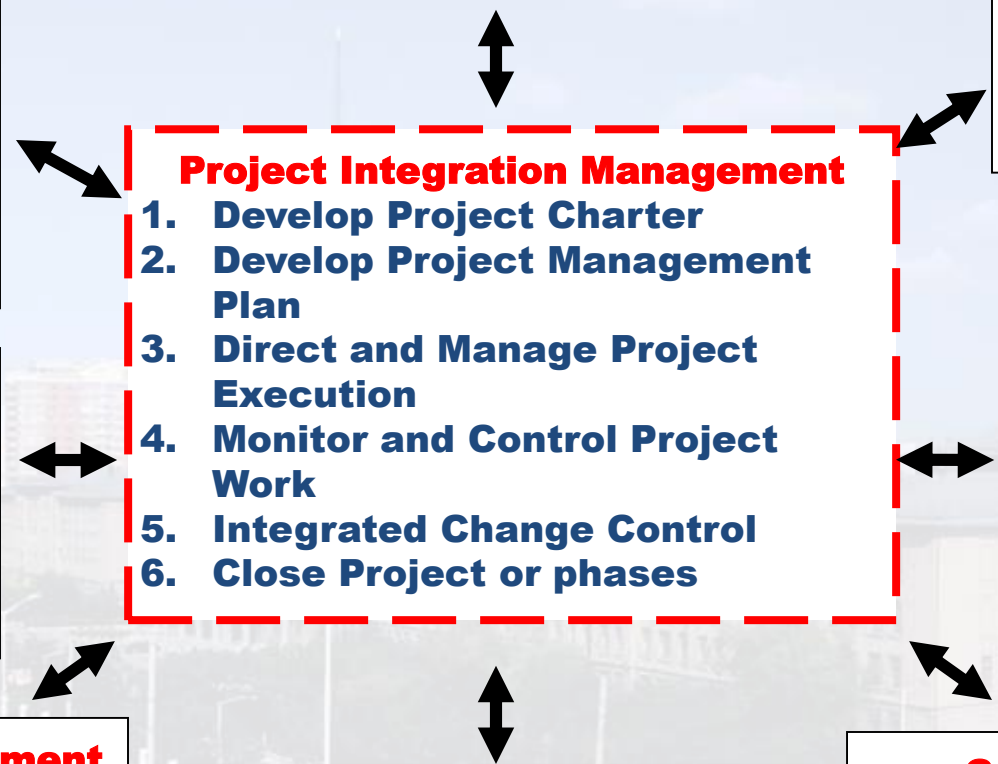 Project Integration Management
1. Develop Project Charter
2. Develop Project Management
Plan
3. Direct and Manage Project
Execution
4. Monitor and Control Project
Work
5. Integrated Change Control
6. Close Project or phases